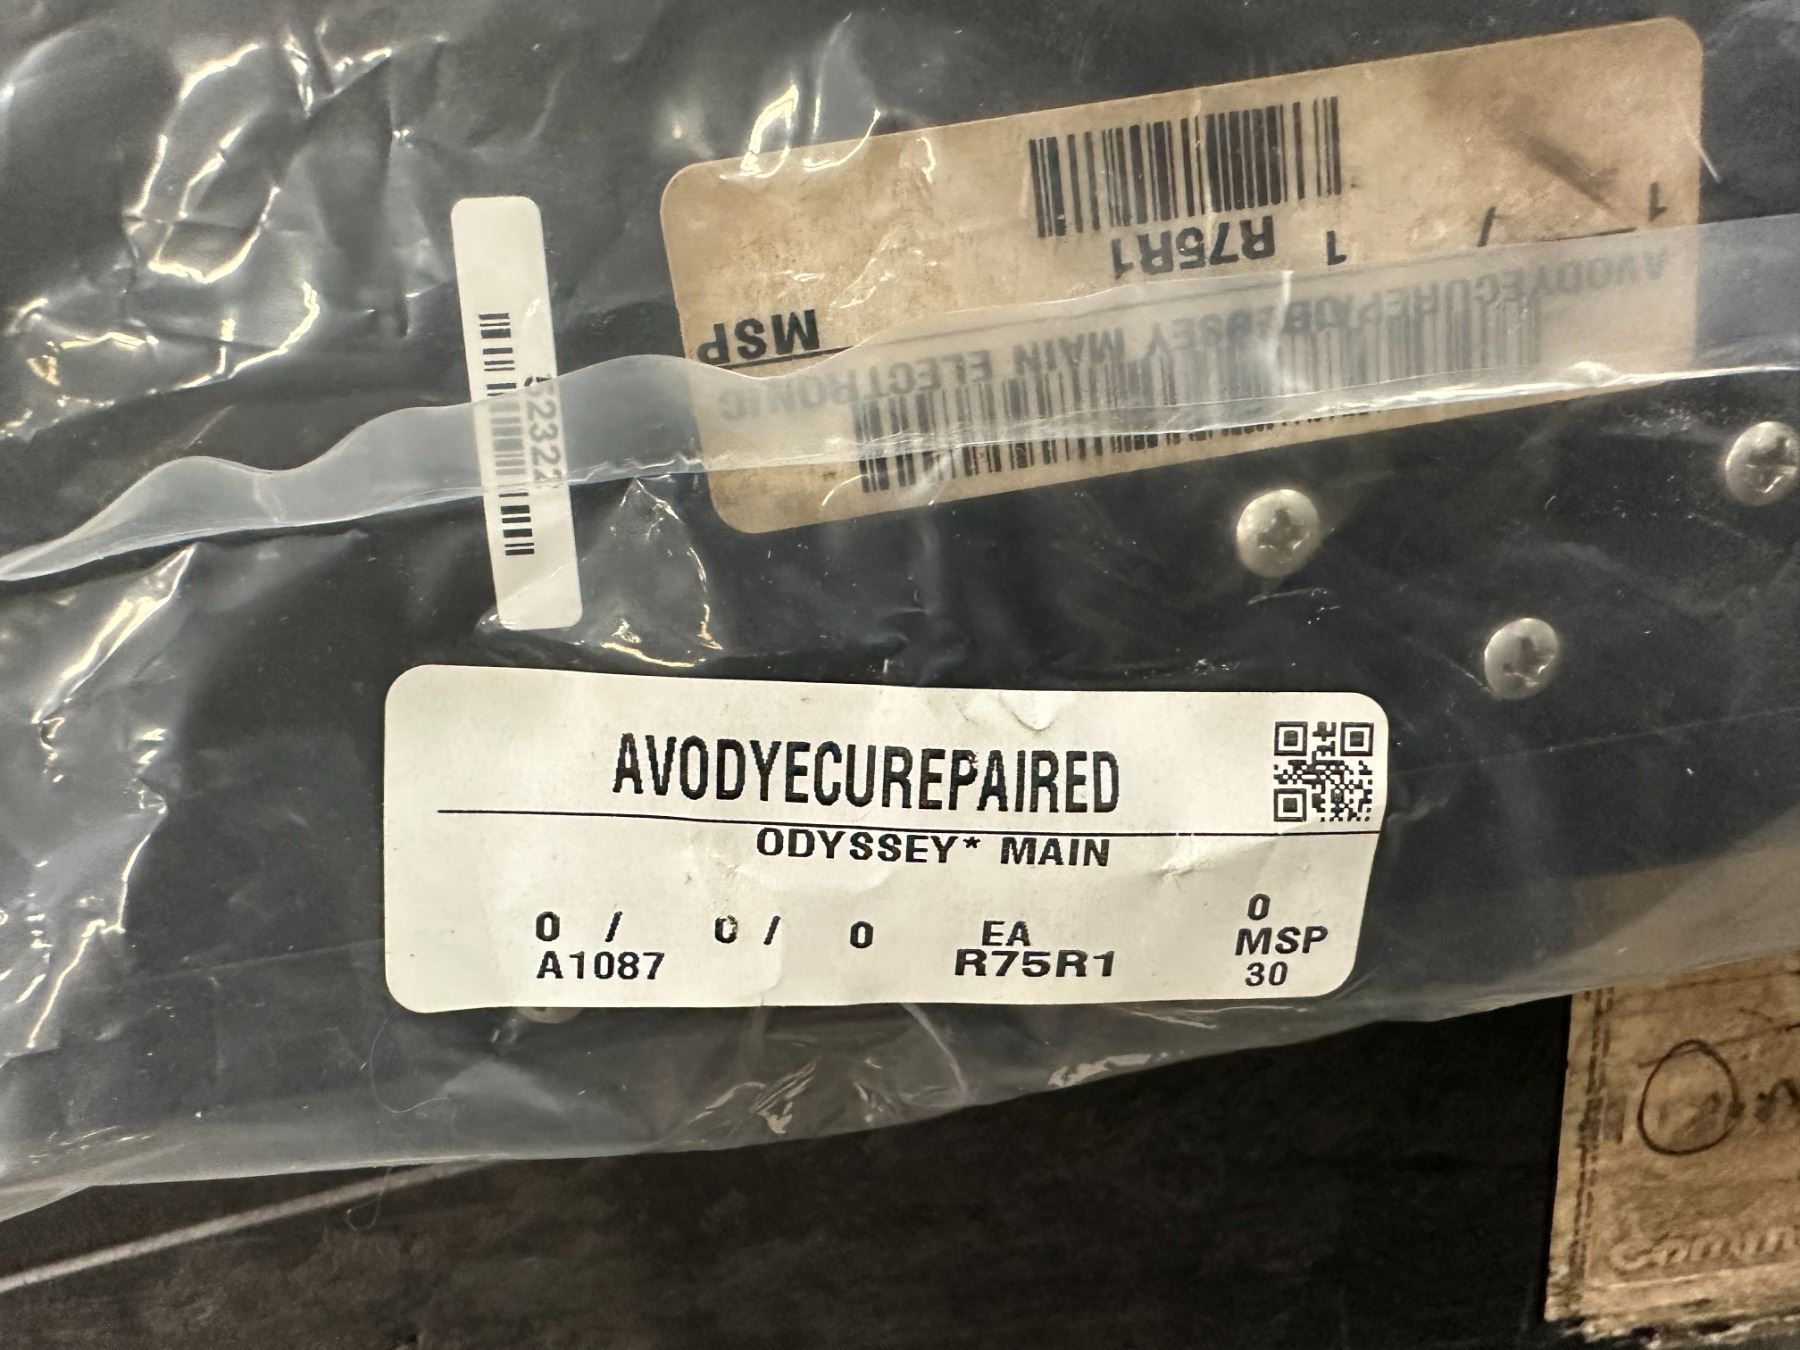 1
R75R1 1
MSP
AVODYECUREPAIRED
ODYSSEY MAIN ELECTRONIC
52322
AVODYECUREPAIRED
ODYSSEY* MAIN
0 / 0 / 0 EA 0
MSP
A1087 R75R1 30